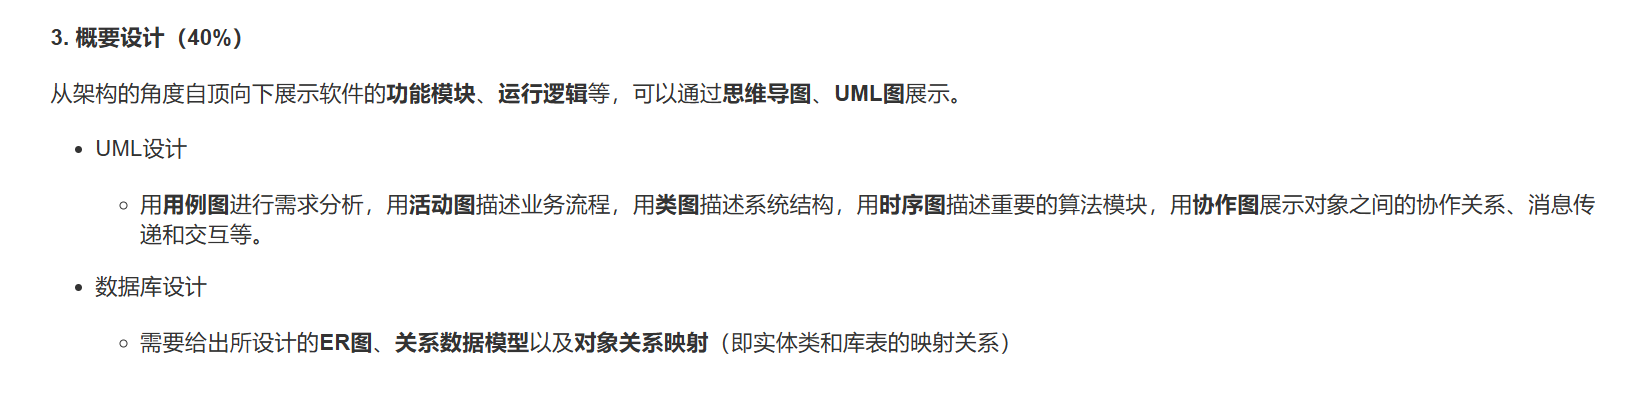 3. 概要设计（40%）
从架构的角度自顶向下展示软件的功能模块、运行逻辑等，可以通过思维导图、UML图展示。
• UML设计
◦ 用用例图进行需求分析，用活动图描述业务流程，用类图描述系统结构，用时序图描述重要的算法模块，用协作图展示对象之间的协作关系、消息传
递和交互等。
• 数据库设计
◦ 需要给出所设计的ER图、关系数据模型以及对象关系映射（即实体类和库表的映射关系）